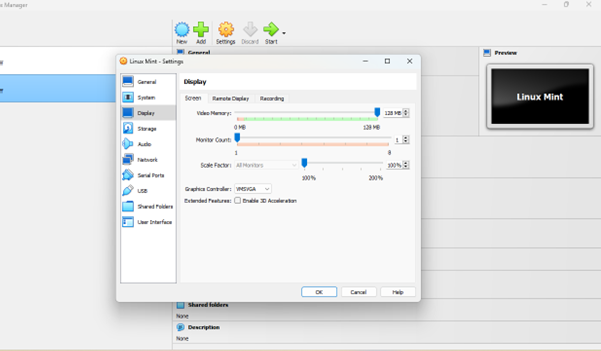 Manager
New Add Settings Discard Start
General
Preview
Linux Mint
Linux Mint - Settings
General
System
Display
Storage
Audio
Network
Serial Ports
USB
Shared Folders
User Interface
Display
Screen Remote Display Recording
Video Memory: 128 MB
0 MB 128 MB
Monitor Count: 1
1 8
Scale Factor: All Monitors 100%
100% 200%
Graphics Controller: VMSVGA
Extended Features: Enable 3D Acceleration
OK Cancel Help
Shared folders
None
Description
None